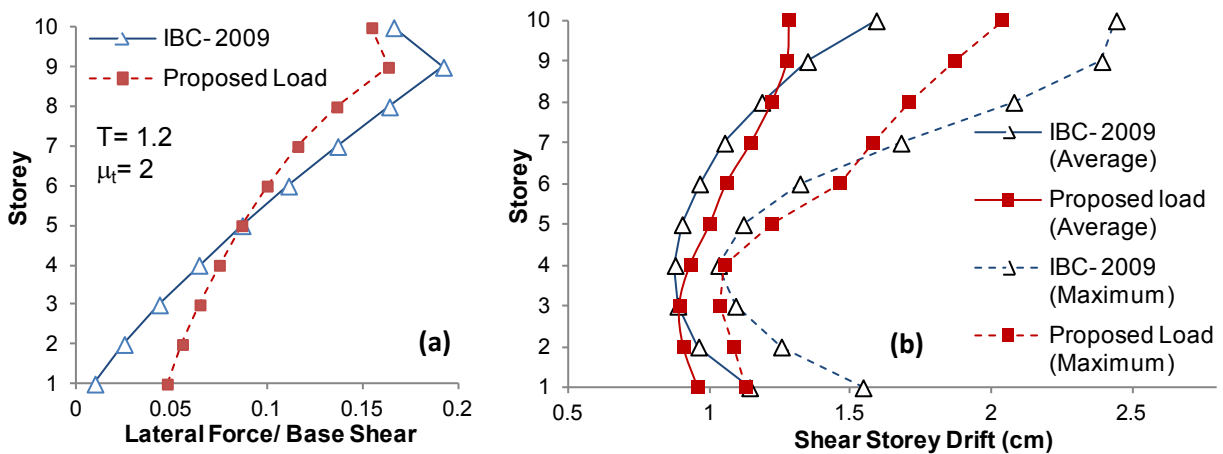 10
9
8
7
6
5
4
3
2
1
Storey
IBC-2009
Proposed Load
T= 1.2
μt= 2
(a)
0
0.05
0.1
0.15
0.2
Lateral Force/ Base Shear
10
9
8
7
6
5
4
3
2
1
Storey
IBC-2009
(Average)
Proposed load
(Average)
IBC-2009
(Maximum)
Proposed Load
(Maximum)
(b)
0.5
1
1.5
2
2.5
Shear Storey Drift (cm)